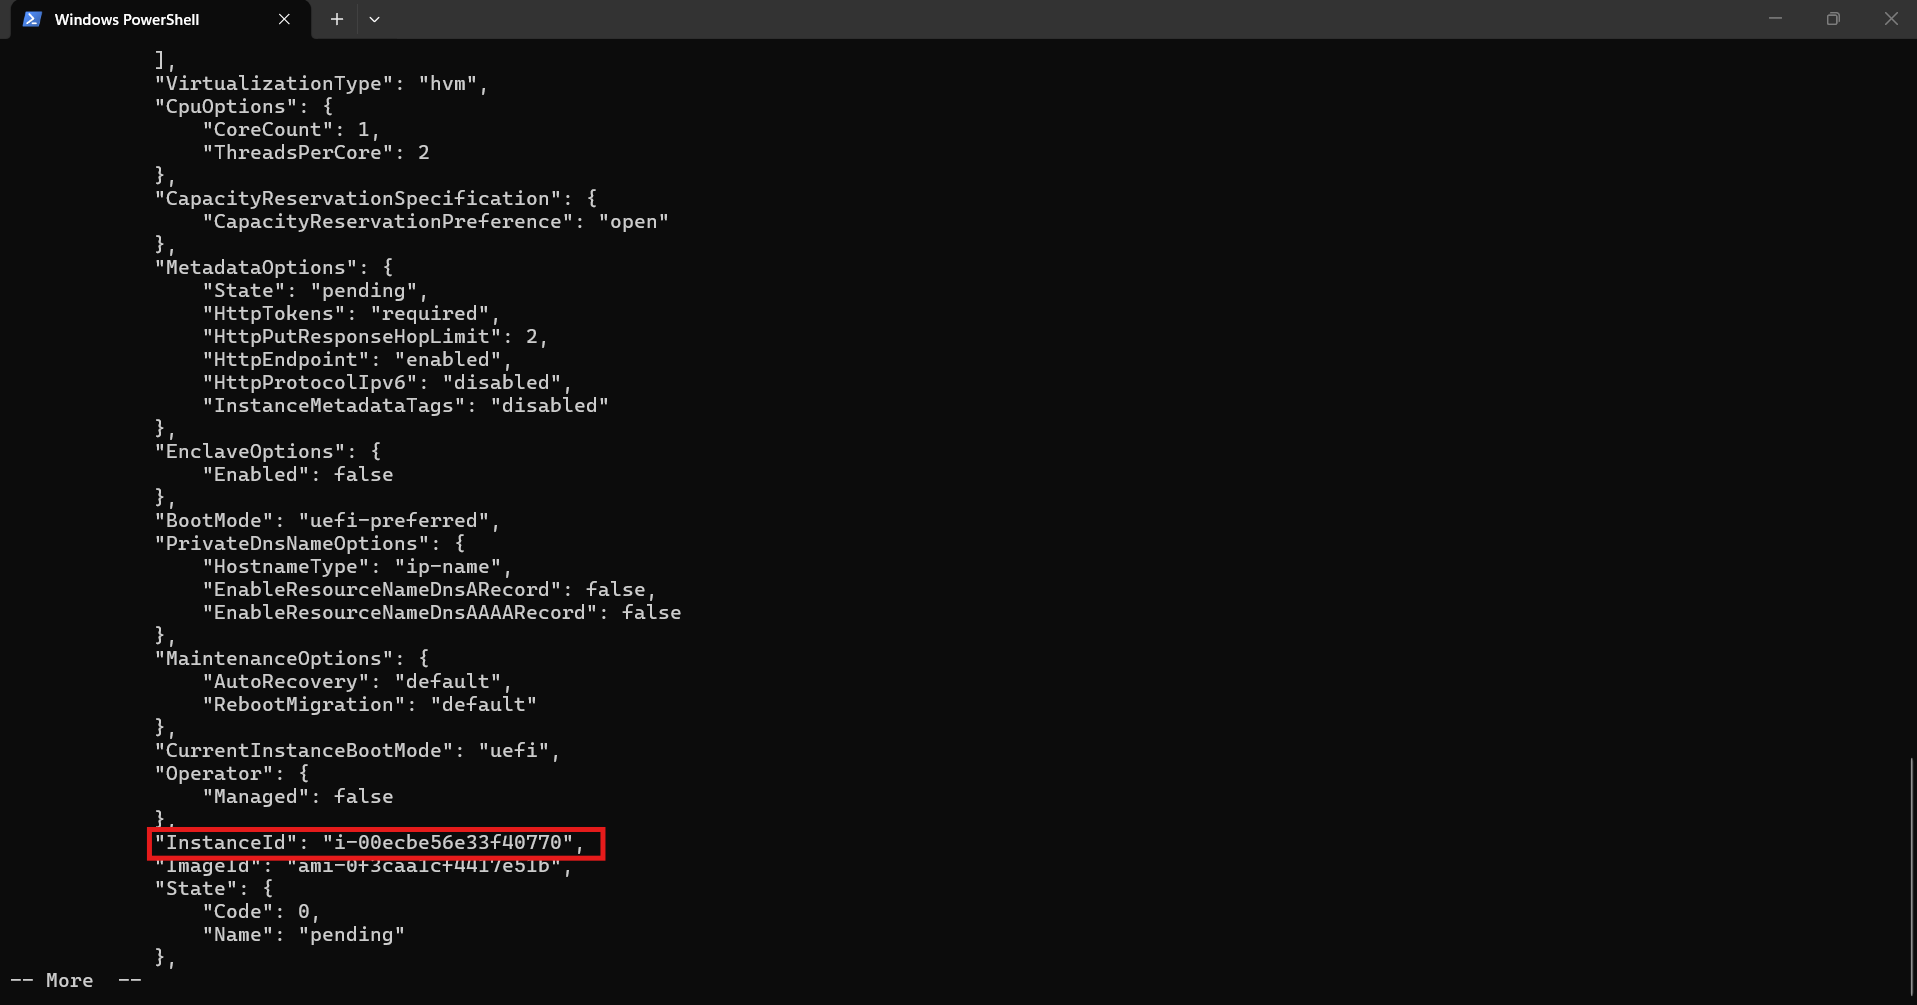 Windows PowerShell
],
"VirtualizationType": "hvm",
"CpuOptions": {
"CoreCount": 1,
"ThreadsPerCore": 2
},
"CapacityReservationSpecification": {
"CapacityReservationPreference": "open"
},
"MetadataOptions": {
"State": "pending",
"HttpTokens": "required",
"HttpPutResponseHopLimit": 2,
"HttpEndpoint": "enabled",
"HttpProtocolIpv6": "disabled",
"InstanceMetadataTags": "disabled"
},
"EnclaveOptions": {
"Enabled": false
},
"BootMode": "uefi-preferred",
"PrivateDnsNameOptions": {
"HostnameType": "ip-name",
"EnableResourceNameDnsARecord": false,
"EnableResourceNameDnsAAAARecord": false
},
"MaintenanceOptions": {
"AutoRecovery": "default",
"RebootMigration": "default"
},
"CurrentInstanceBootMode": "uefi",
"Operator": {
"Managed": false
},
"InstanceId": "i-00ecbe56e33f40770",
"ImageId": "ami-0f3caa1cf4417e51b",
"State": {
"Code": 0,
"Name": "pending"
},
-- More --